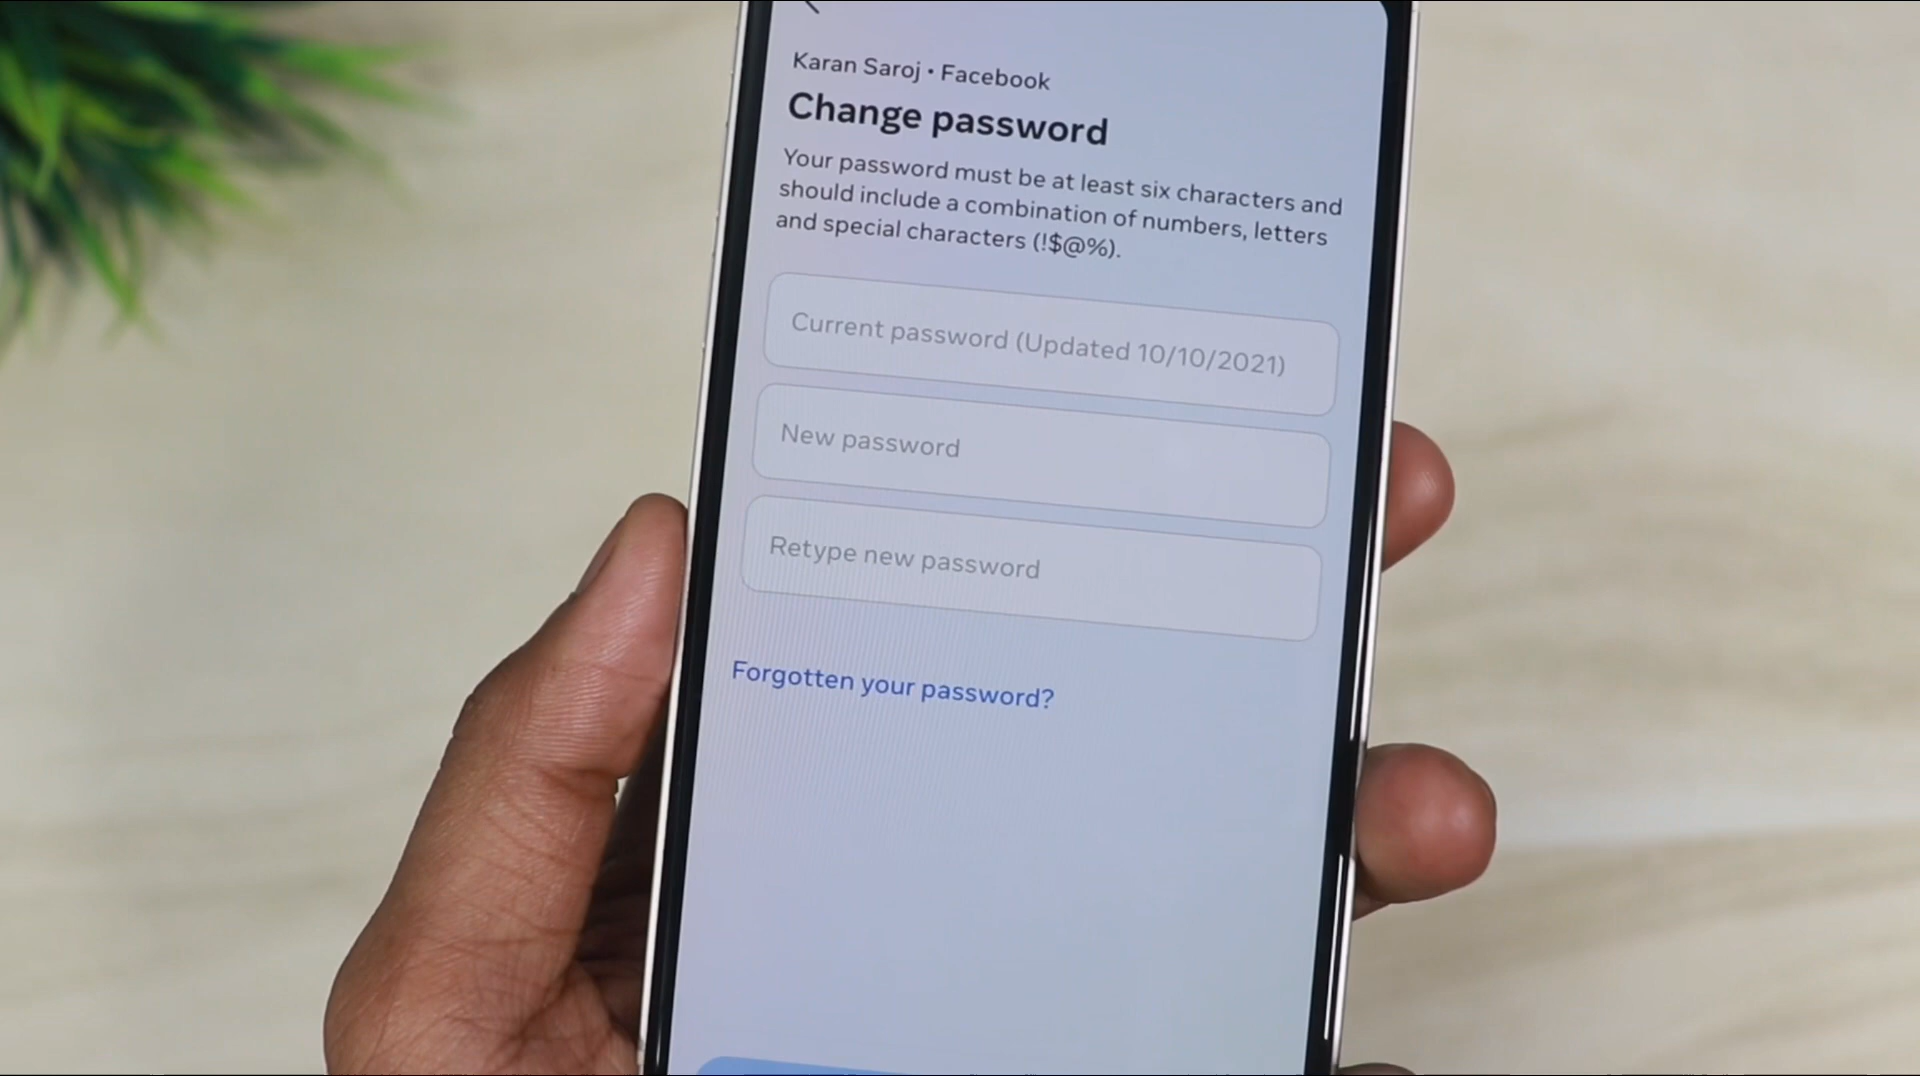 Karan Saroj • Facebook
Change password
Your password must be at least six characters and
should include a combination of numbers, letters
and special characters (!$@%).
Current password (Updated 10/10/2021)
New password
Retype new password
Forgotten your password?